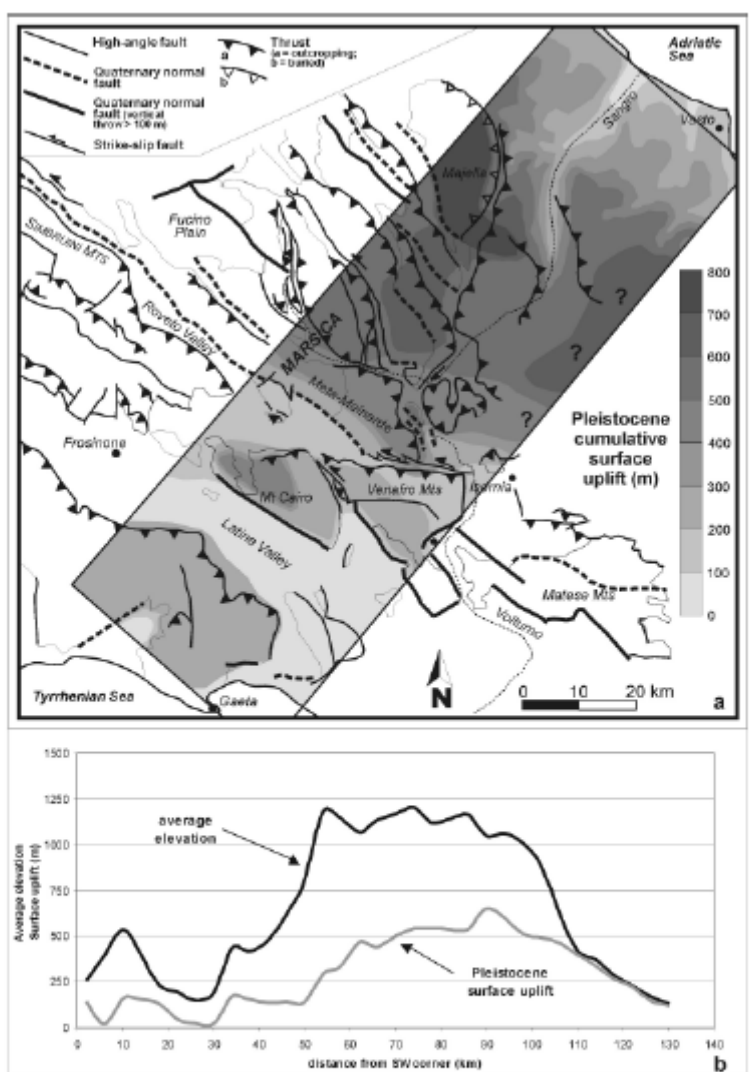 High-angle fault
Quaternary normal
fault
Quaternary normal
fault (vertical
throw > 100 m)
Strike-slip fault
a
b
Thrust
(a = outcropping;
b = buried)
Adriatic
Sea
Vasto
Sangro
Majella
Fucino
Plain
SIMBRUINI MTS
Roveto Valley
MARSICA
Meta-Mainarde
Frosinone
Mt Cairo
Venafro Mts
Isernia
Latina Valley
Matese Mts
Volturno
Tyrrhenian Sea
Gaeta
?
?
?
800
700
600
500
400
300
200
100
0
Pleistocene
cumulative
surface
uplift (m)
N
0 10 20 km
a
1500
1250
1000
750
500
250
0
Average elevation
Surface uplift (m)
average
elevation
Pleistocene
surface uplift
0 10 20 30 40 50 60 70 80 90 100 110 120 130 140
distance from SW corner (km)
b